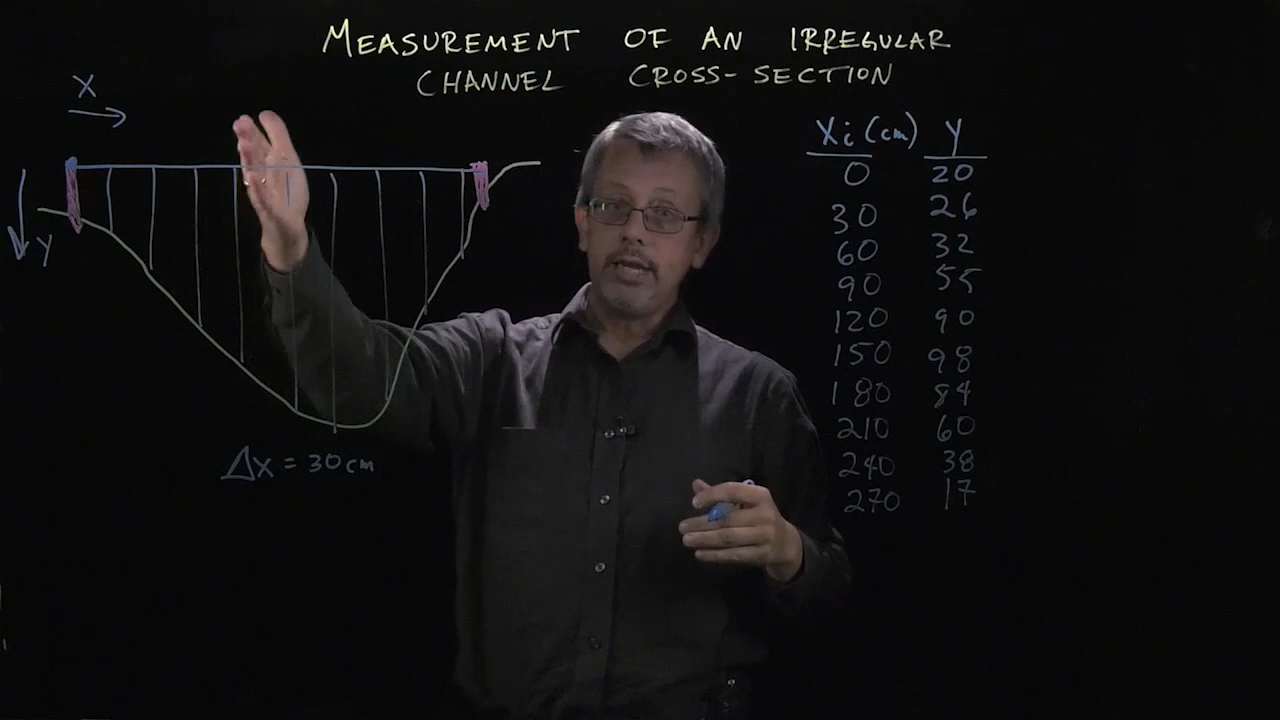 MEASUREMENT OF AN IRREGULAR
CHANNEL CROSS-SECTION
X
Y
Δx = 30cm
Xi (cm) Y
0 20
30 26
60 32
90 55
120 90
150 98
180 84
210 60
240 38
270 17